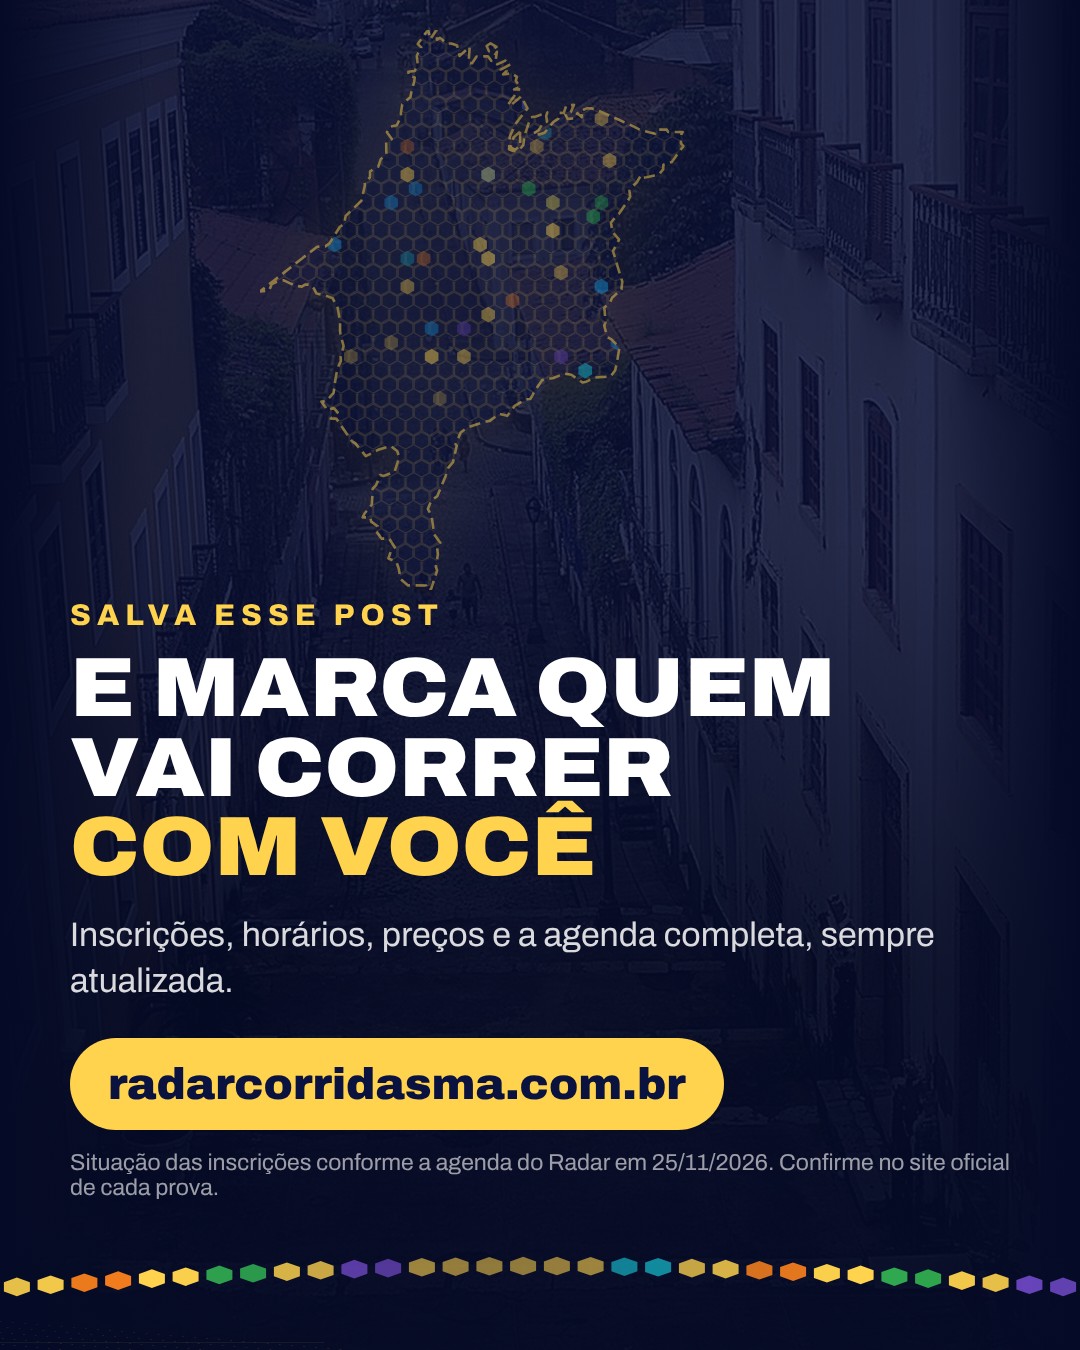 SALVA ESSE POST
E MARCA QUEM
VAI CORRER
COM VOCÊ
Inscrições, horários, preços e a agenda completa, sempre
atualizada.
radarcorridasma.com.br
Situação das inscrições conforme a agenda do Radar em 25/11/2026. Confirme no site oficial
de cada prova.